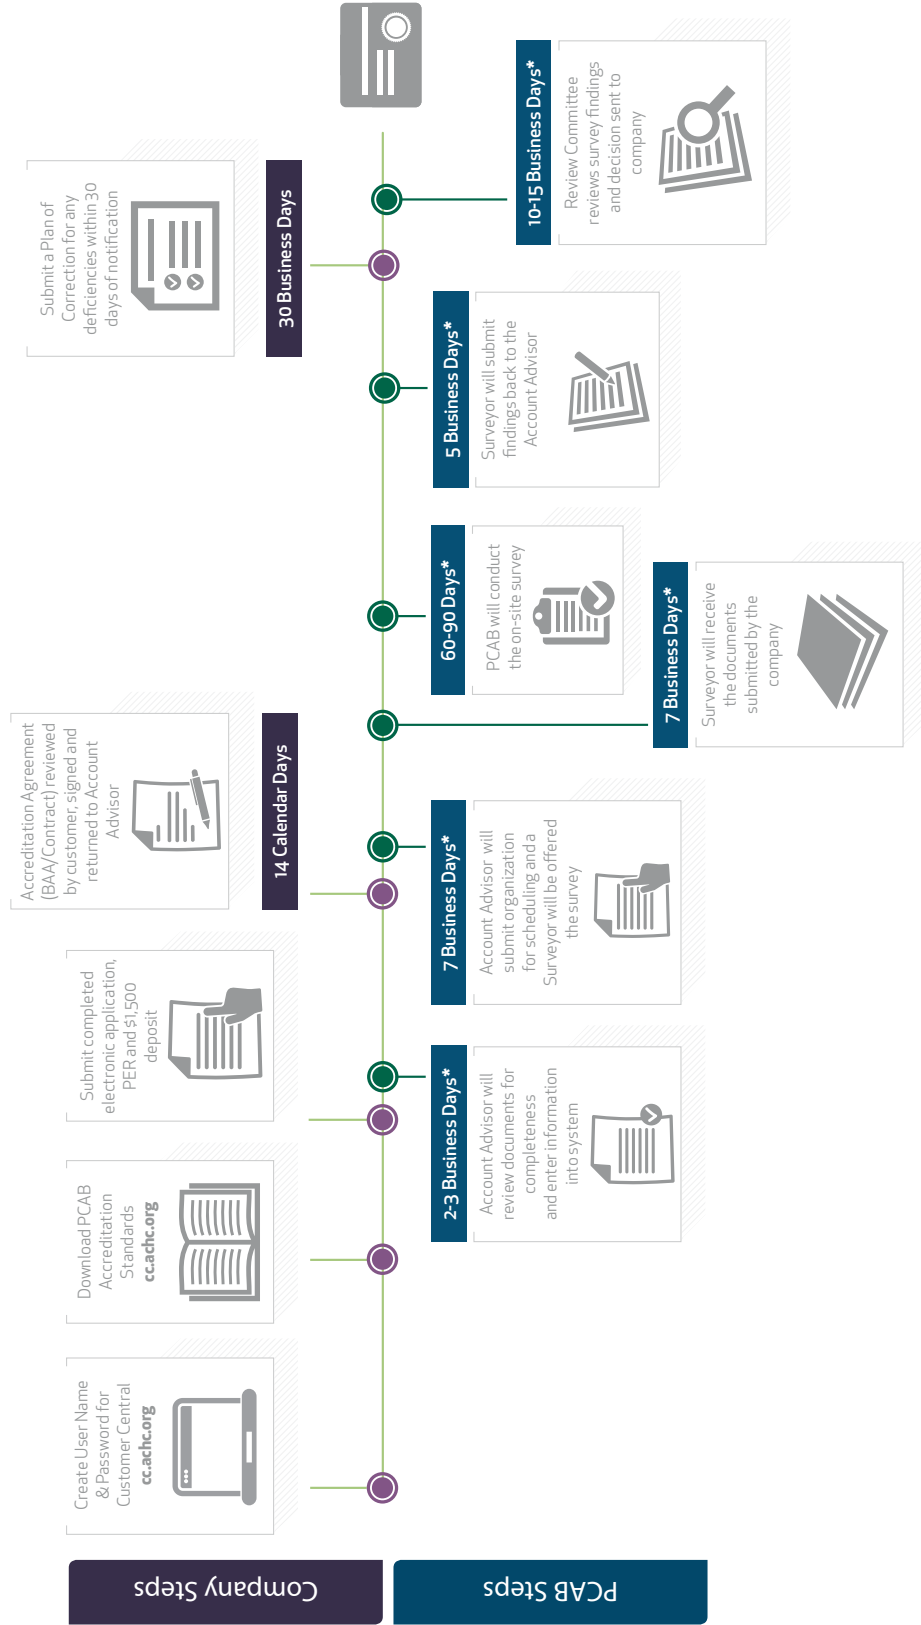 Company Steps
Create User Name
& Password for
Customer Central
cc.achc.org
Download PCAB
Accreditation
Standards
cc.achc.org
Submit completed
electronic application,
PER and $1,500
deposit
Accreditation Agreement
(BAA/Contract) reviewed
by customer, signed and
returned to Account
Advisor
14 Calendar Days
Submit a Plan of
Correction for any
deficiencies within 30
days of notification
30 Business Days
PCAB Steps
2-3 Business Days*
Account Advisor will
review documents for
completeness
and enter information
into system
7 Business Days*
Account Advisor will
submit organization
for scheduling and a
Surveyor will be offered
the survey
7 Business Days*
Surveyor will receive
the documents
submitted by the
company
60-90 Days*
PCAB will conduct
the on-site survey
5 Business Days*
Surveyor will submit
findings back to the
Account Advisor
10-15 Business Days*
Review Committee
reviews survey findings
and decision sent to
company